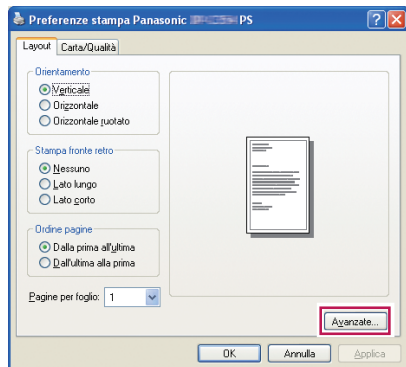 Preferenze stampa Panasonic PS
Layout
Carta/Qualità
Orientamento
Verticale
Orizzontale
Orizzontale ruotato
Stampa fronte retro
Nessuno
Lato lungo
Lato corto
Ordine pagine
Dalla prima all'ultima
Dall'ultima alla prima
Pagine per foglio: 1
Avanzate...
OK
Annulla
Applica